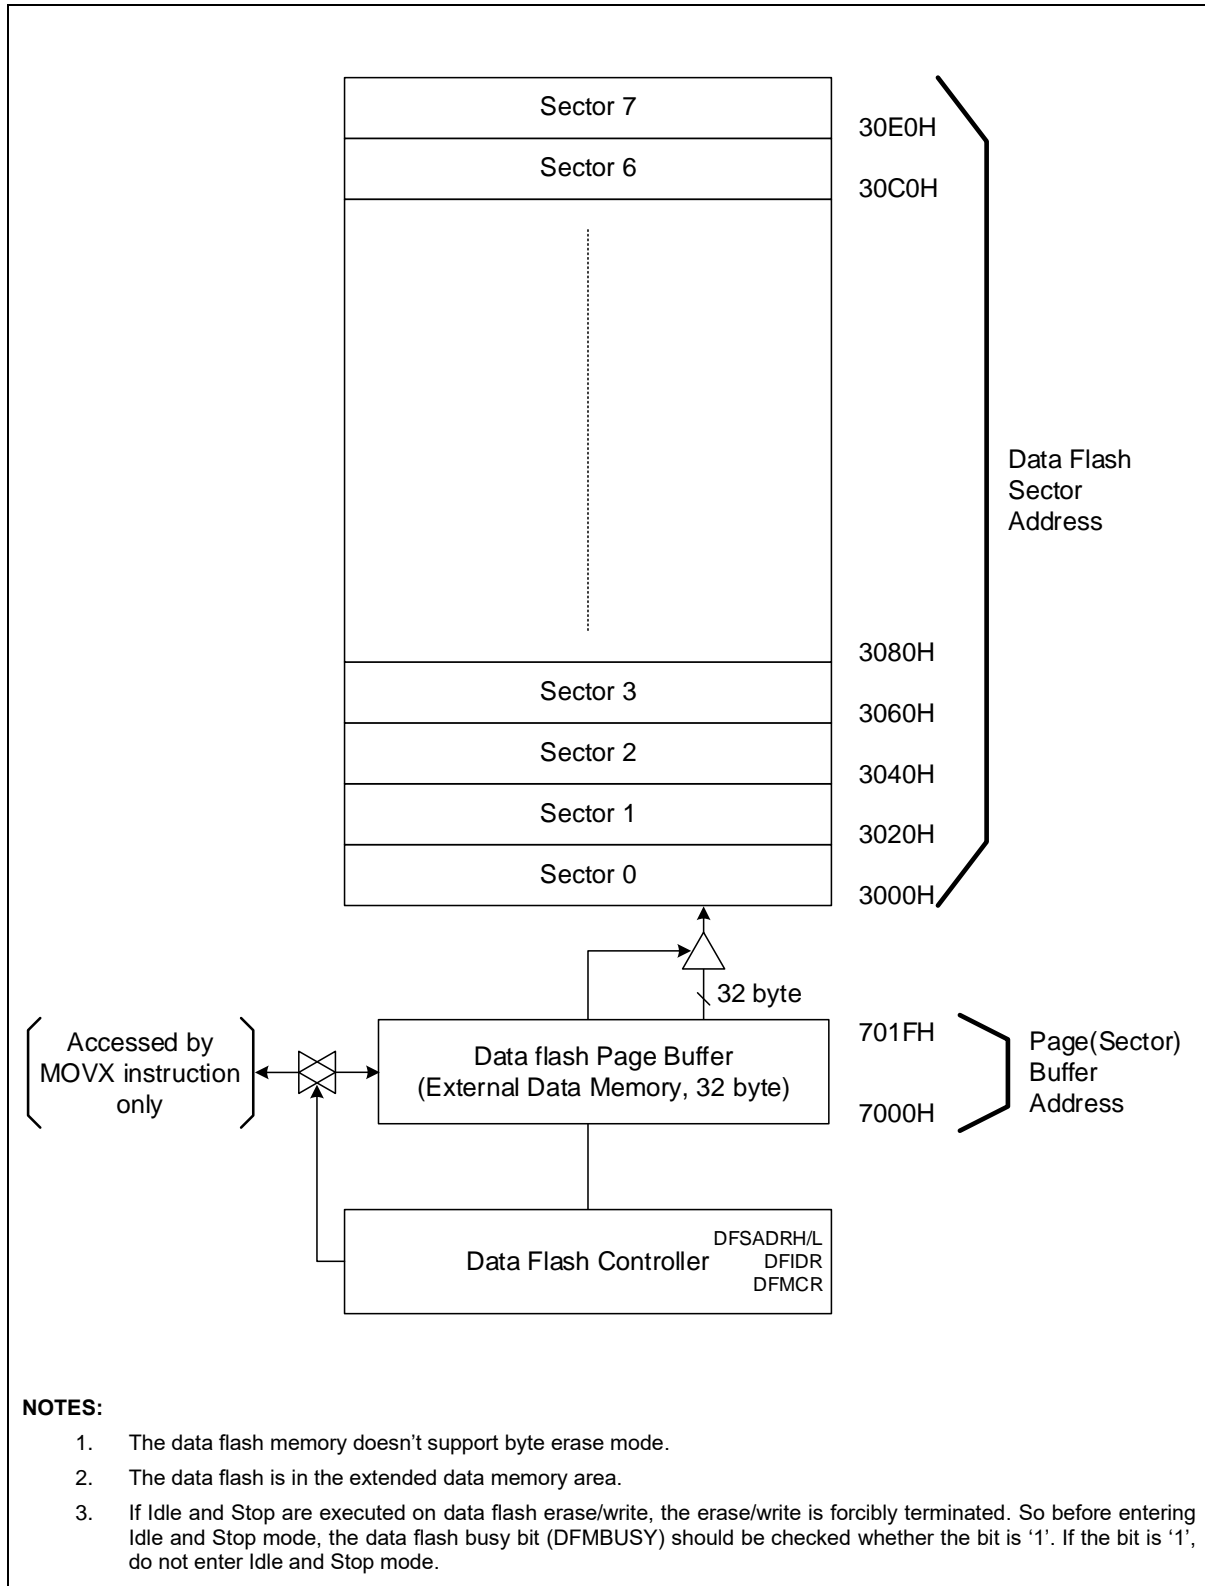 Sector 7
30E0H
Sector 6
30C0H
Data Flash
Sector
Address
3080H
Sector 3
3060H
Sector 2
3040H
Sector 1
3020H
Sector 0
3000H
32 byte
Accessed by
MOVX instruction
only
Data flash Page Buffer
(External Data Memory, 32 byte)
701FH
7000H
Page(Sector)
Buffer
Address
Data Flash Controller
DFSADRH/L
DFIDR
DFMCR
NOTES:
1. The data flash memory doesn't support byte erase mode.
2. The data flash is in the extended data memory area.
3. If Idle and Stop are executed on data flash erase/write, the erase/write is forcibly terminated. So before entering
Idle and Stop mode, the data flash busy bit (DFMBUSY) should be checked whether the bit is ‘1’. If the bit is ‘1’,
do not enter Idle and Stop mode.